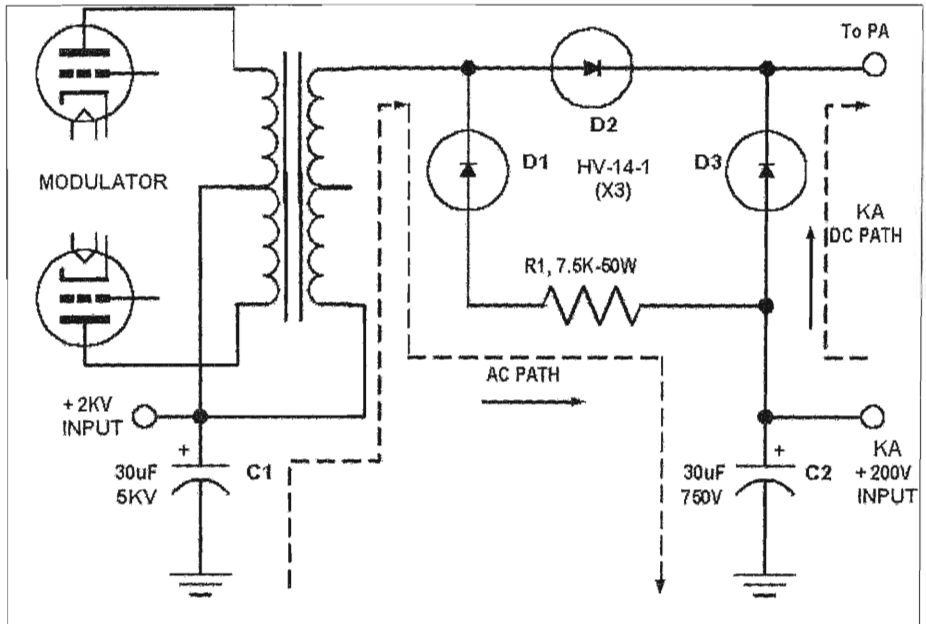 To PA
D2
D1
HV-14-1
(X3)
D3
MODULATOR
KA
DC PATH
R1, 7.5K-50W
AC PATH
+2KV
INPUT
+
30uF
5KV
C1
+
30uF
750V
C2
KA
+200V
INPUT